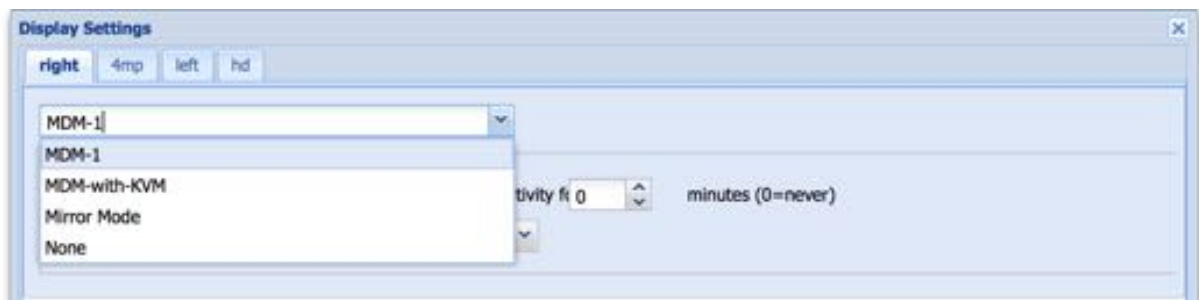 Display Settings
right 4mp left hd
MDM-1
MDM-1
MDM-with-KVM
Mirror Mode
None
tivity fo 0 minutes (0=never)